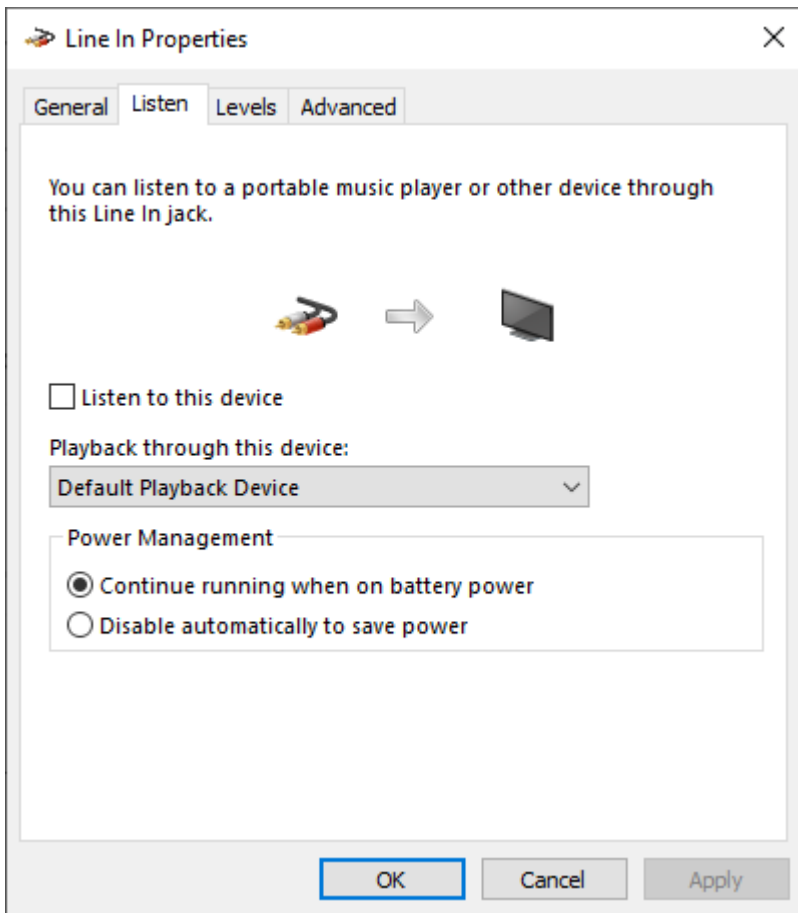 Line In Properties
General Listen Levels Advanced
You can listen to a portable music player or other device through
this Line In jack.
Listen to this device
Playback through this device:
Default Playback Device
Power Management
Continue running when on battery power
Disable automatically to save power
OK Cancel Apply